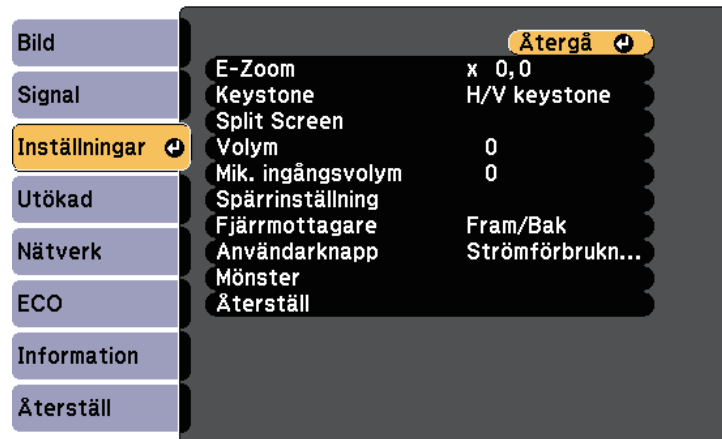 Bild
Signal
Inställningar
Utökad
Nätverk
ECO
Information
Återställ
Återgå
E-Zoom x 0,0
Keystone H/V keystone
Split Screen
Volym 0
Mik. ingångsvolym 0
Spärrinställning
Fjärrmottagare Fram/Bak
Användarknapp Strömförbrukn...
Mönster
Återställ